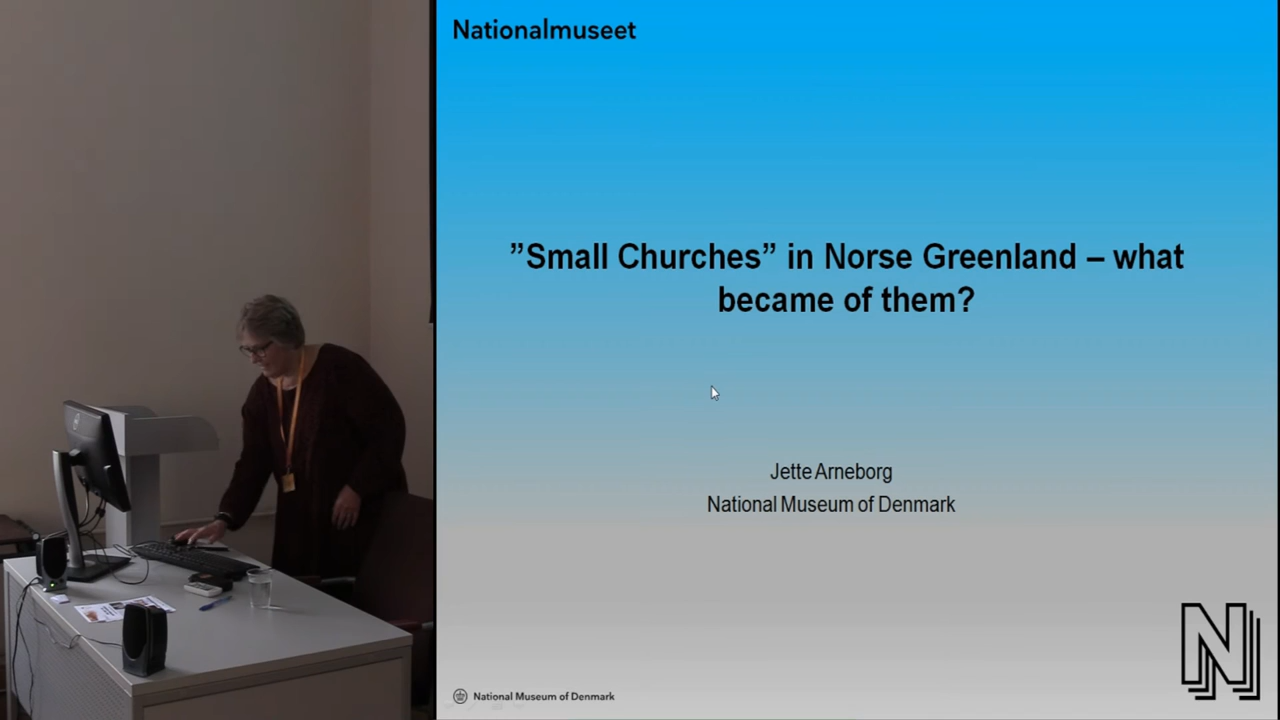 Nationalmuseet
”Small Churches” in Norse Greenland – what
became of them?
Jette Arneborg
National Museum of Denmark
N
National Museum of Denmark